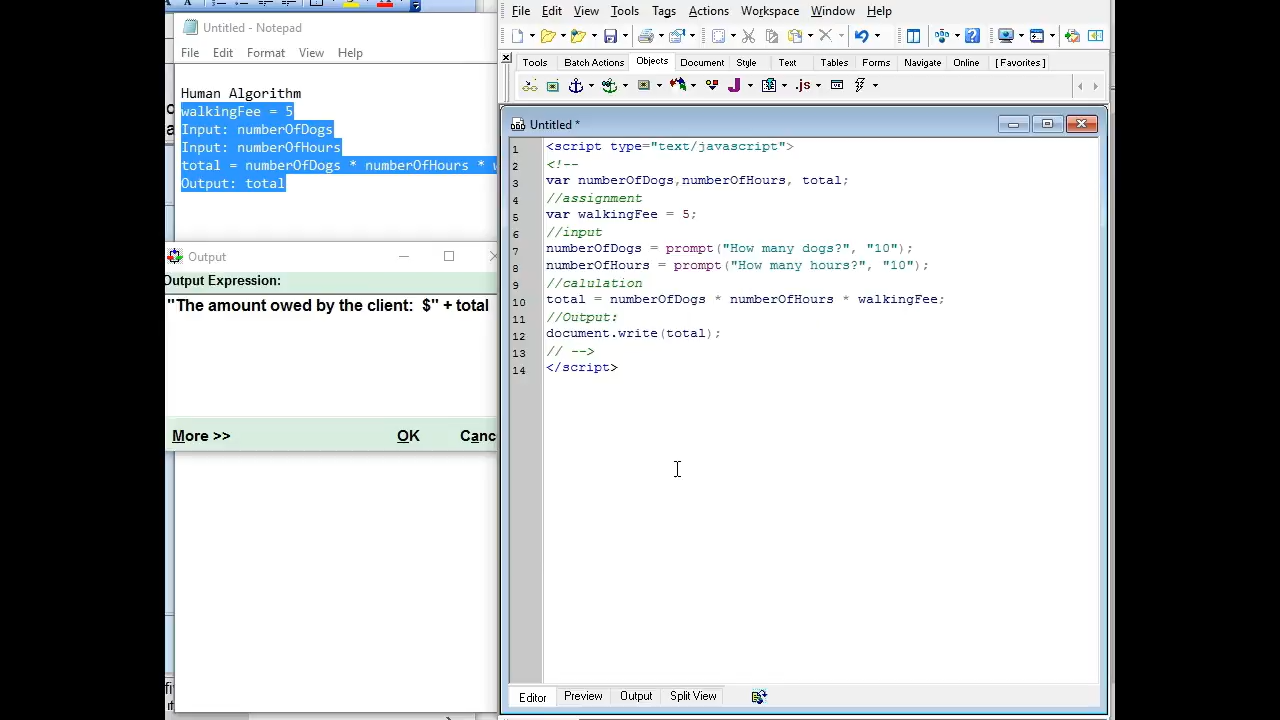 Untitled - Notepad
File Edit Format View Help
Human Algorithm
walkingFee = 5
Input: numberOfDogs
Input: numberOfHours
total = numberOfDogs * numberOfHours *
Output: total
Output
Output Expression:
"The amount owed by the client:  $" + total
More >> OK Canc
File Edit View Tools Tags Actions Workspace Window Help
Tools Batch Actions Objects Document Style Text Tables Forms Navigate Online [ Favorites ]
.js
Untitled *
1 <script type="text/javascript">
2 <!--
3 var numberOfDogs,numberOfHours, total;
4 //assignment
5 var walkingFee = 5;
6 //input
7 numberOfDogs = prompt("How many dogs?", "10");
8 numberOfHours = prompt("How many hours?", "10");
9 //calulation
10 total = numberOfDogs * numberOfHours * walkingFee;
11 //Output:
12 document.write(total);
13 // -->
14 </script>
Editor Preview Output Split View